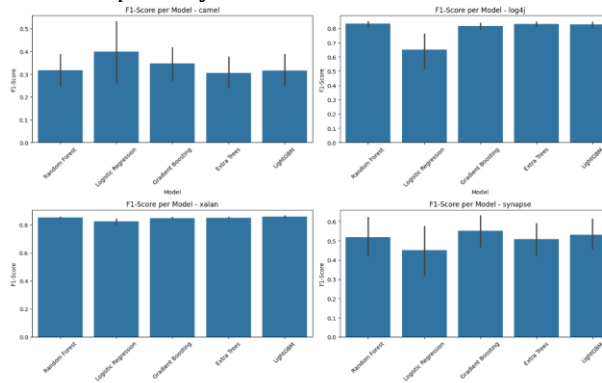 F1-Score per Model - camel
0.5
0.4
0.3
0.2
0.1
0.0
F1-Score
Random Forest
Logistic Regression
Gradient Boosting
Extra Trees
LightGBM
Model
F1-Score per Model - log4j
0.8
0.7
0.6
0.5
0.4
0.3
0.2
0.1
0.0
F1-Score
Random Forest
Logistic Regression
Gradient Boosting
Extra Trees
LightGBM
Model
F1-Score per Model - xalan
0.8
0.6
0.4
0.2
0.0
F1-Score
Random Forest
Logistic Regression
Gradient Boosting
Extra Trees
LightGBM
F1-Score per Model - synapse
0.6
0.5
0.4
0.3
0.2
0.1
0.0
F1-Score
Random Forest
Logistic Regression
Gradient Boosting
Extra Trees
LightGBM